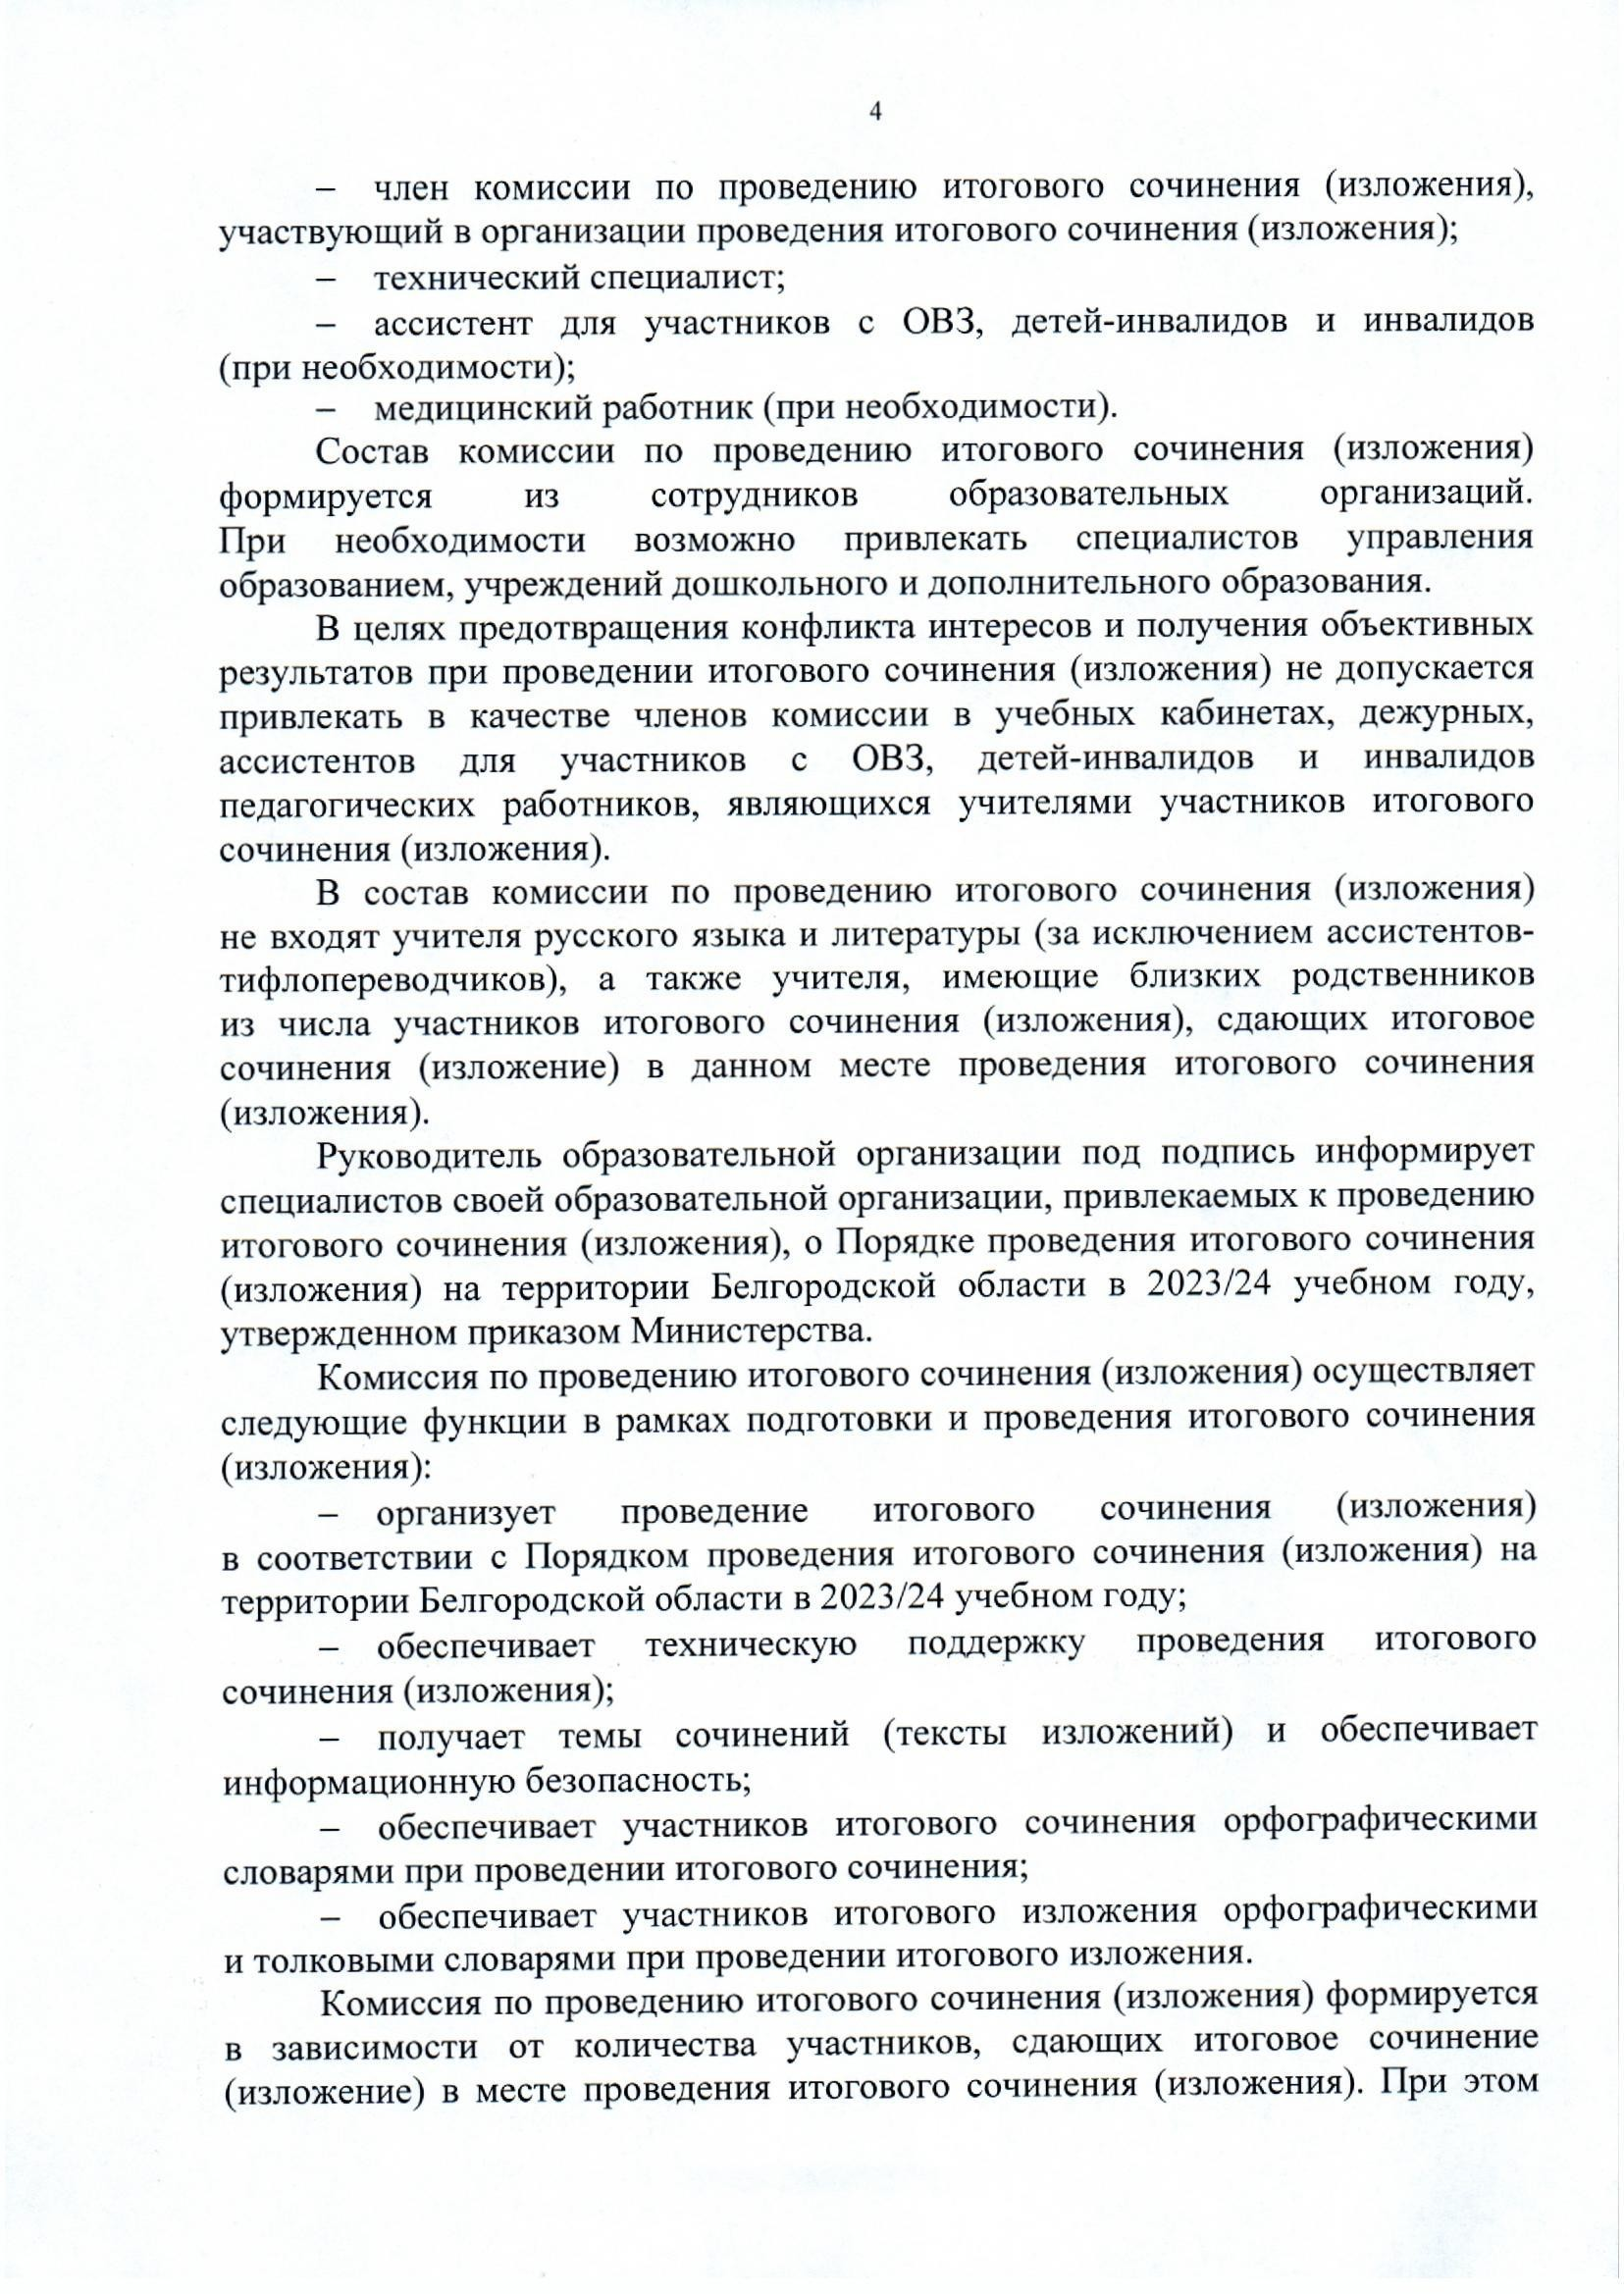 4
– член комиссии по проведению итогового сочинения (изложения),
участвующий в организации проведения итогового сочинения (изложения);
– технический специалист;
– ассистент для участников с ОВЗ, детей-инвалидов и инвалидов
(при необходимости);
– медицинский работник (при необходимости).
Состав комиссии по проведению итогового сочинения (изложения)
формируется из сотрудников образовательных организаций.
При необходимости возможно привлекать специалистов управления
образованием, учреждений дошкольного и дополнительного образования.
В целях предотвращения конфликта интересов и получения объективных
результатов при проведении итогового сочинения (изложения) не допускается
привлекать в качестве членов комиссии в учебных кабинетах, дежурных,
ассистентов для участников с ОВЗ, детей-инвалидов и инвалидов
педагогических работников, являющихся учителями участников итогового
сочинения (изложения).
В состав комиссии по проведению итогового сочинения (изложения)
не входят учителя русского языка и литературы (за исключением ассистентов-
тифлопереводчиков), а также учителя, имеющие близких родственников
из числа участников итогового сочинения (изложения), сдающих итоговое
сочинения (изложение) в данном месте проведения итогового сочинения
(изложения).
Руководитель образовательной организации под подпись информирует
специалистов своей образовательной организации, привлекаемых к проведению
итогового сочинения (изложения), о Порядке проведения итогового сочинения
(изложения) на территории Белгородской области в 2023/24 учебном году,
утвержденном приказом Министерства.
Комиссия по проведению итогового сочинения (изложения) осуществляет
следующие функции в рамках подготовки и проведения итогового сочинения
(изложения):
– организует проведение итогового сочинения (изложения)
в соответствии с Порядком проведения итогового сочинения (изложения) на
территории Белгородской области в 2023/24 учебном году;
– обеспечивает техническую поддержку проведения итогового
сочинения (изложения);
– получает темы сочинений (тексты изложений) и обеспечивает
информационную безопасность;
– обеспечивает участников итогового сочинения орфографическими
словарями при проведении итогового сочинения;
– обеспечивает участников итогового изложения орфографическими
и толковыми словарями при проведении итогового изложения.
Комиссия по проведению итогового сочинения (изложения) формируется
в зависимости от количества участников, сдающих итоговое сочинение
(изложение) в месте проведения итогового сочинения (изложения). При этом